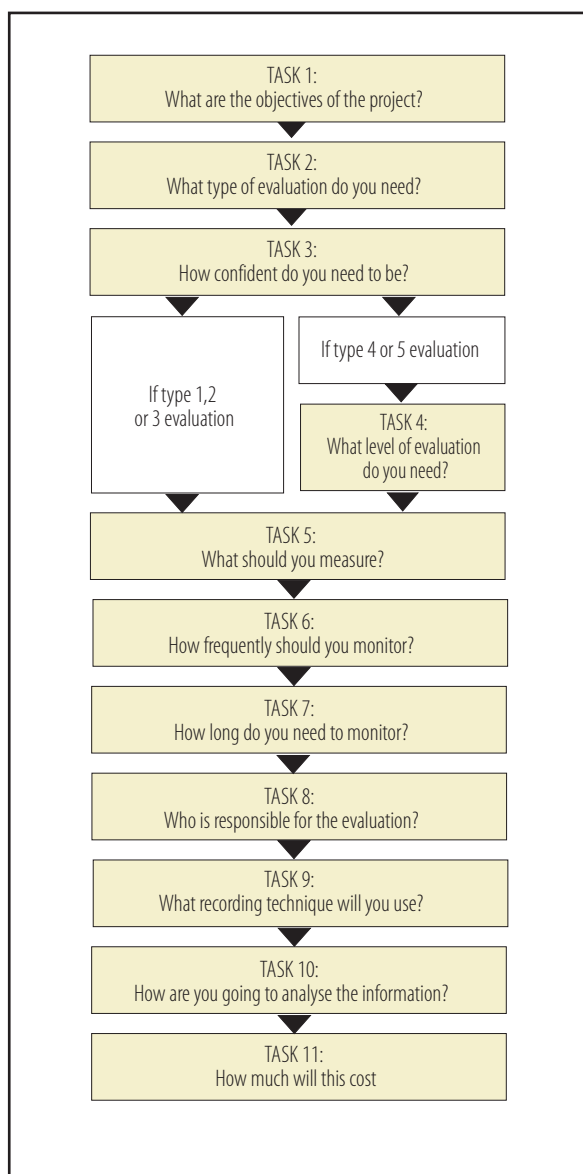 TASK 1:
What are the objectives of the project?
TASK 2:
What type of evaluation do you need?
TASK 3:
How confident do you need to be?
If type 1,2
or 3 evaluation
If type 4 or 5 evaluation
TASK 4:
What level of evaluation
do you need?
TASK 5:
What should you measure?
TASK 6:
How frequently should you monitor?
TASK 7:
How long do you need to monitor?
TASK 8:
Who is responsible for the evaluation?
TASK 9:
What recording technique will you use?
TASK 10:
How are you going to analyse the information?
TASK 11:
How much will this cost